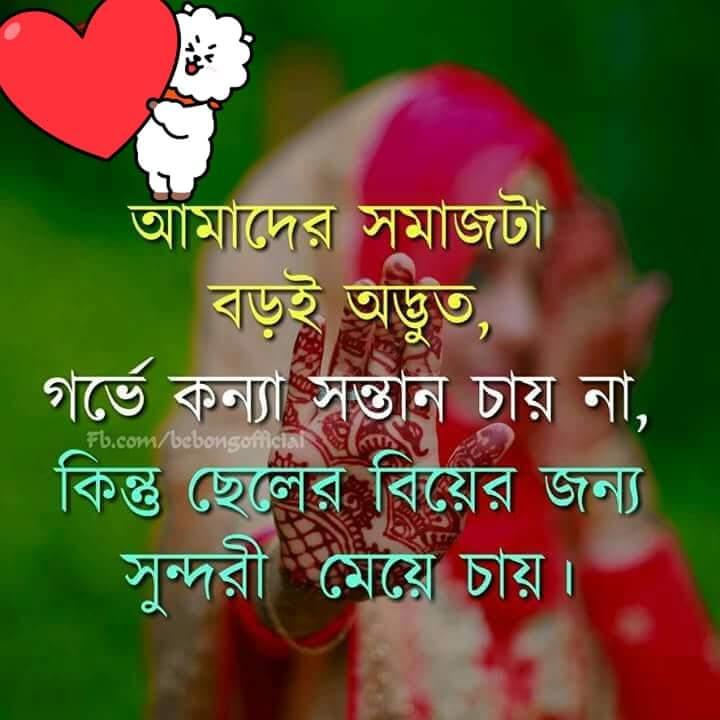 আমাদের সমাজটা
বড়ই অদ্ভুত,
গর্ভে কন্যা সন্তান চায় না,
Fb.com/bebongofficial
কিন্তু ছেলের বিয়ের জন্য
সুন্দরী মেয়ে চায়।